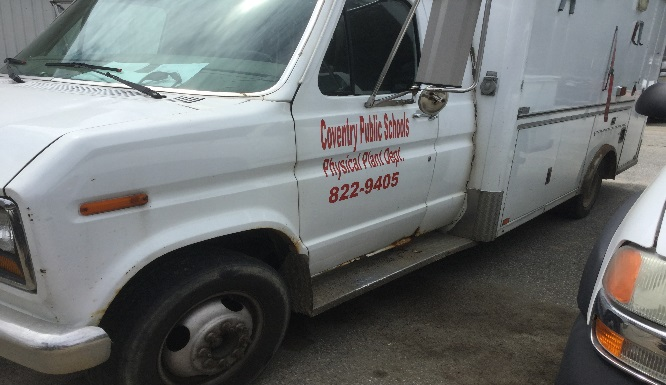 Coventry Public Schools
Physical Plant Dept.
822-9405